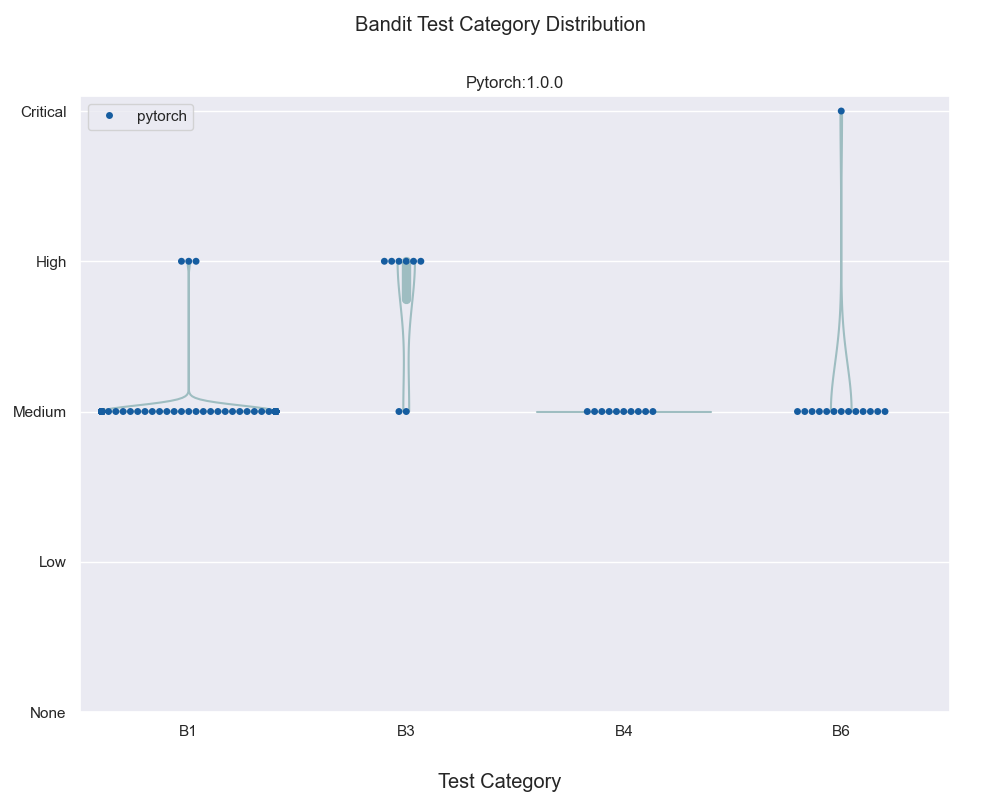 Bandit Test Category Distribution
Pytorch:1.0.0
pytorch
Critical
High
Medium
Low
None
B1 B3 B4 B6
Test Category